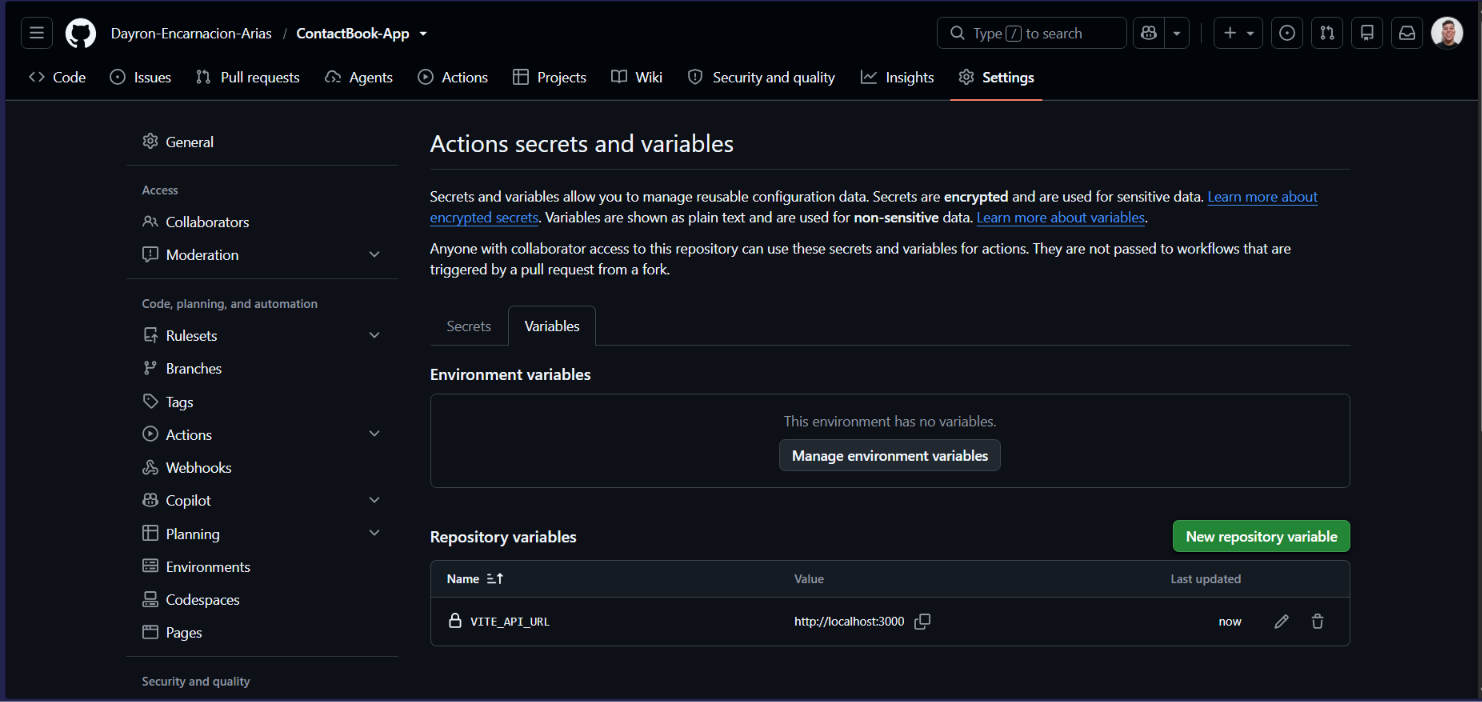 Dayron-Encarnacion-Arias / ContactBook-App
Type / to search
Code Issues Pull requests Agents Actions Projects Wiki Security and quality Insights Settings
General
Access
Collaborators
Moderation
Code, planning, and automation
Rulesets
Branches
Tags
Actions
Webhooks
Copilot
Planning
Environments
Codespaces
Pages
Security and quality
Actions secrets and variables
Secrets and variables allow you to manage reusable configuration data. Secrets are encrypted and are used for sensitive data. Learn more about
encrypted secrets. Variables are shown as plain text and are used for non-sensitive data. Learn more about variables.
Anyone with collaborator access to this repository can use these secrets and variables for actions. They are not passed to workflows that are
triggered by a pull request from a fork.
Secrets Variables
Environment variables
This environment has no variables.
Manage environment variables
Repository variables
New repository variable
Name Value Last updated
VITE_API_URL http://localhost:3000 now